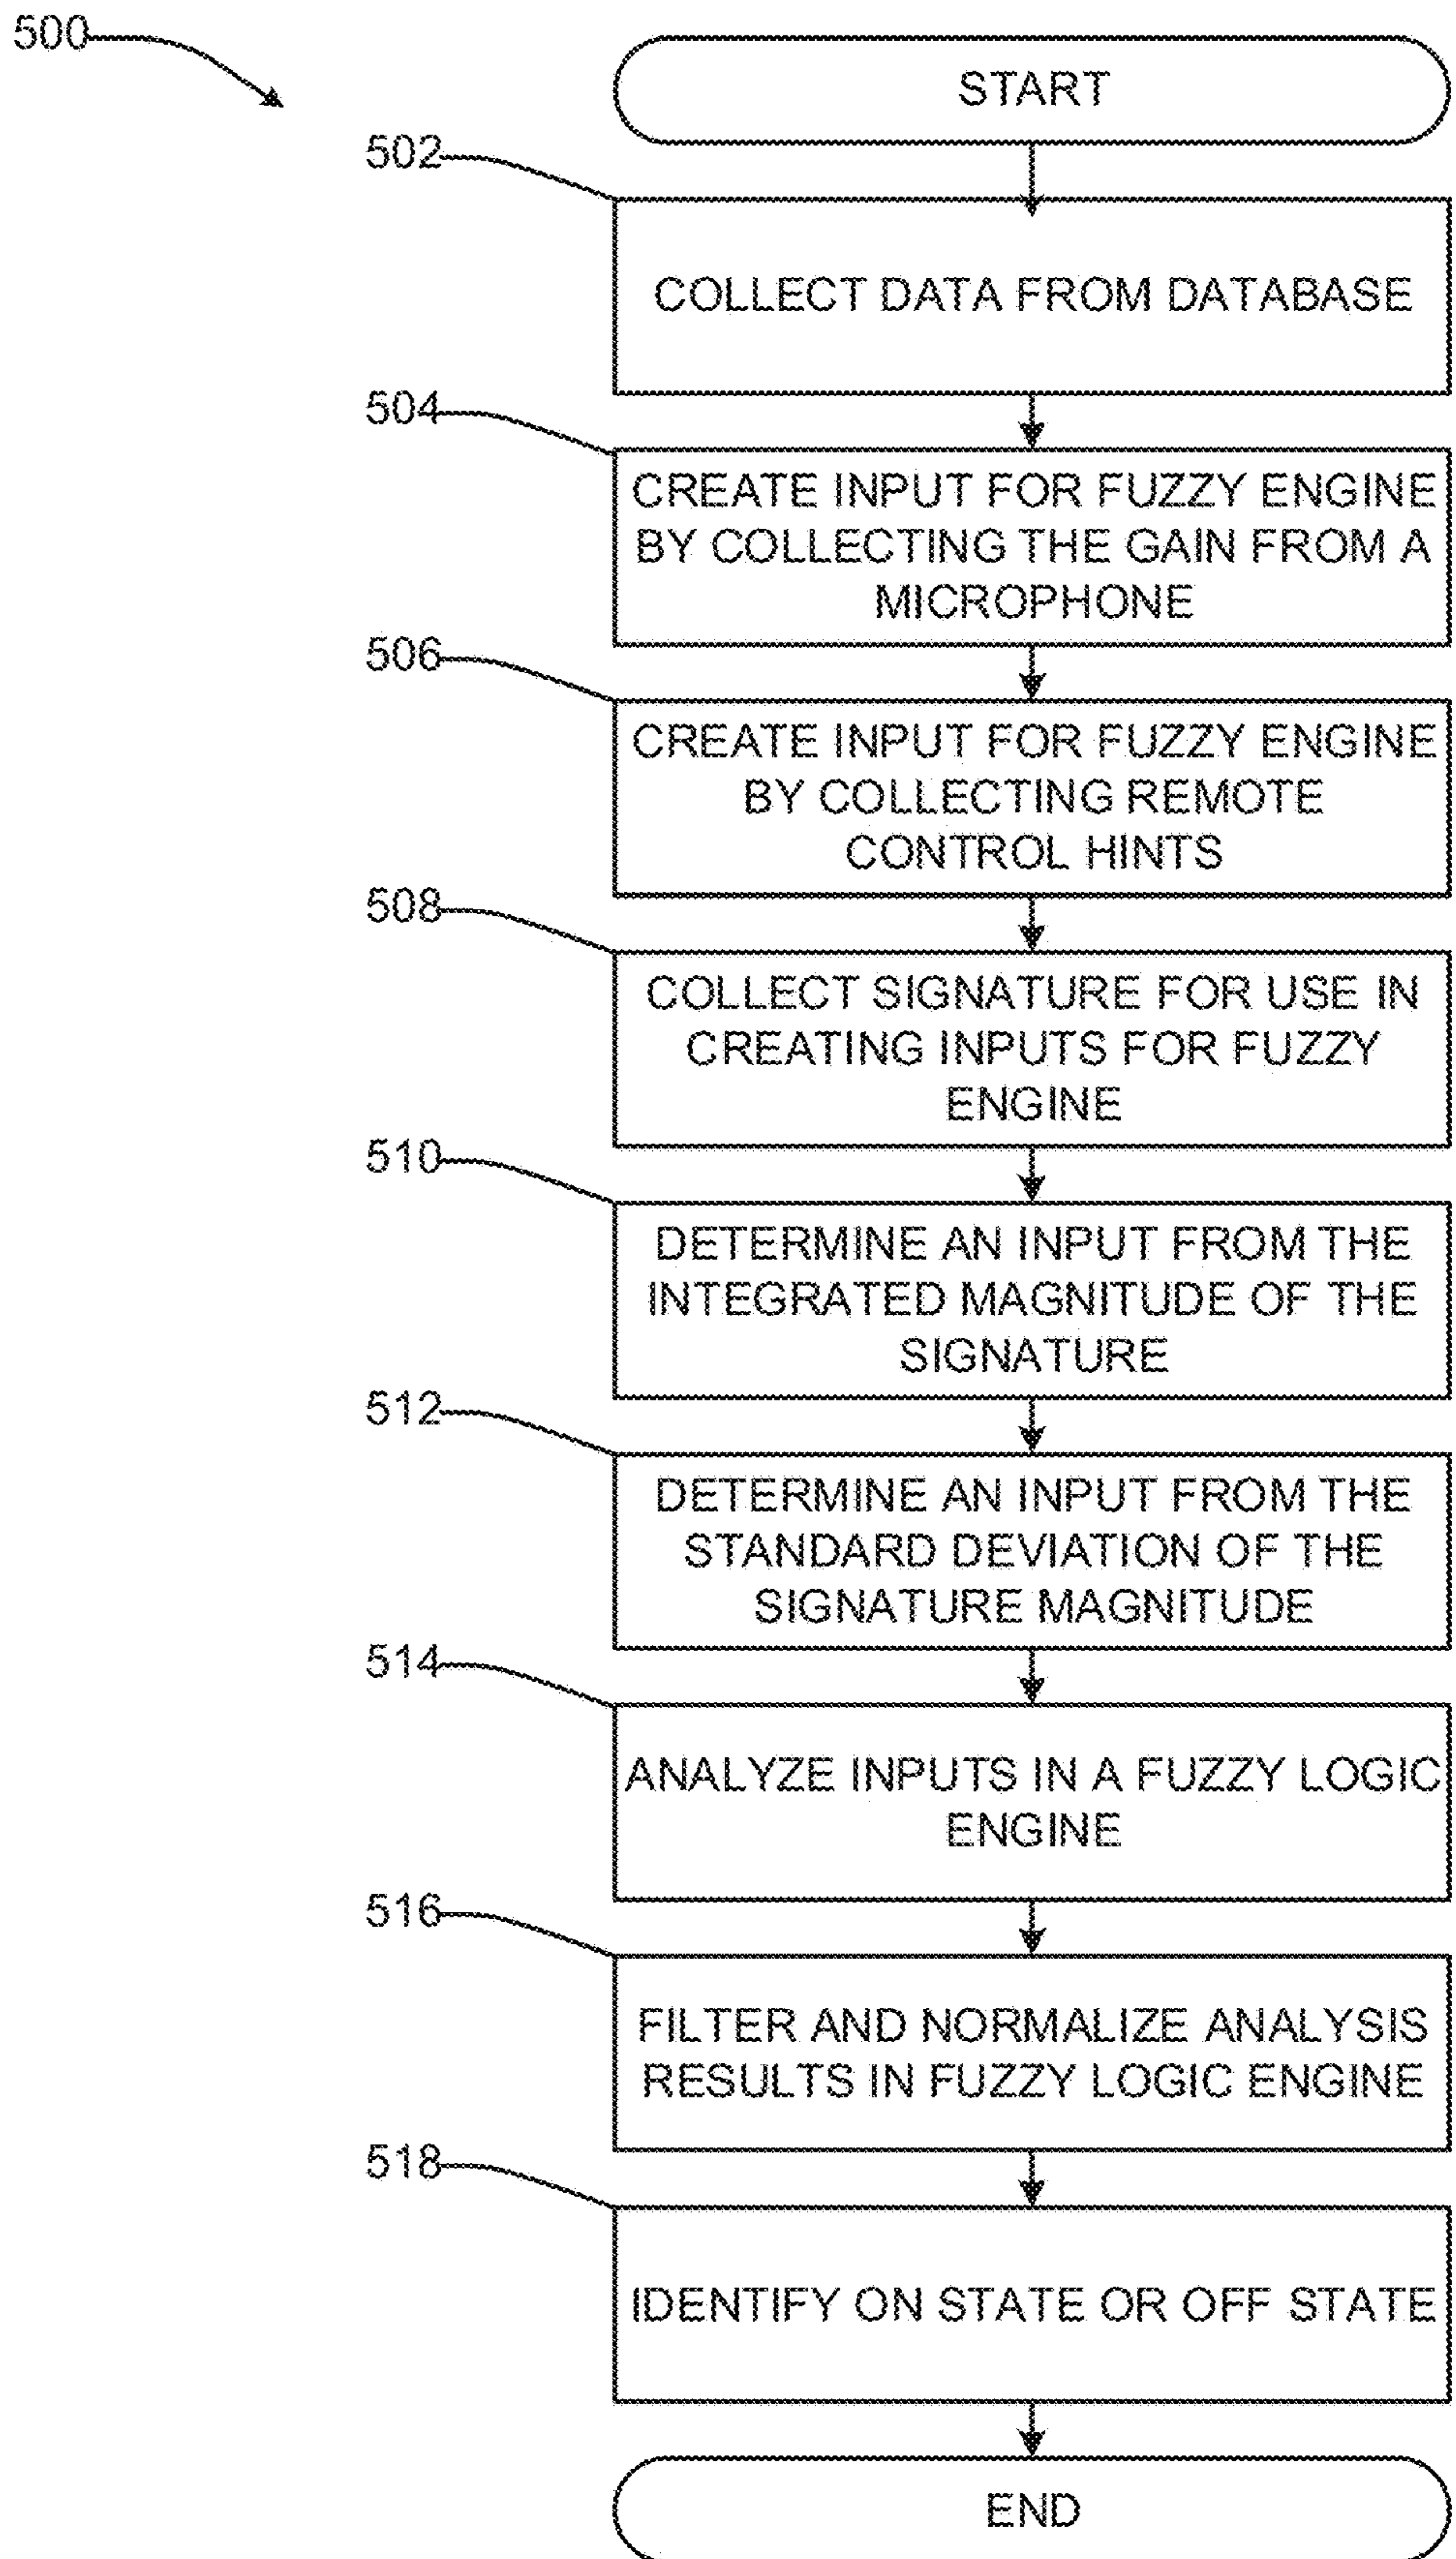 500
START
502
COLLECT DATA FROM DATABASE
504
CREATE INPUT FOR FUZZY ENGINE
BY COLLECTING THE GAIN FROM A
MICROPHONE
506
CREATE INPUT FOR FUZZY ENGINE
BY COLLECTING REMOTE
CONTROL HINTS
508
COLLECT SIGNATURE FOR USE IN
CREATING INPUTS FOR FUZZY
ENGINE
510
DETERMINE AN INPUT FROM THE
INTEGRATED MAGNITUDE OF THE
SIGNATURE
512
DETERMINE AN INPUT FROM THE
STANDARD DEVIATION OF THE
SIGNATURE MAGNITUDE
514
ANALYZE INPUTS IN A FUZZY LOGIC
ENGINE
516
FILTER AND NORMALIZE ANALYSIS
RESULTS IN FUZZY LOGIC ENGINE
518
IDENTIFY ON STATE OR OFF STATE
END